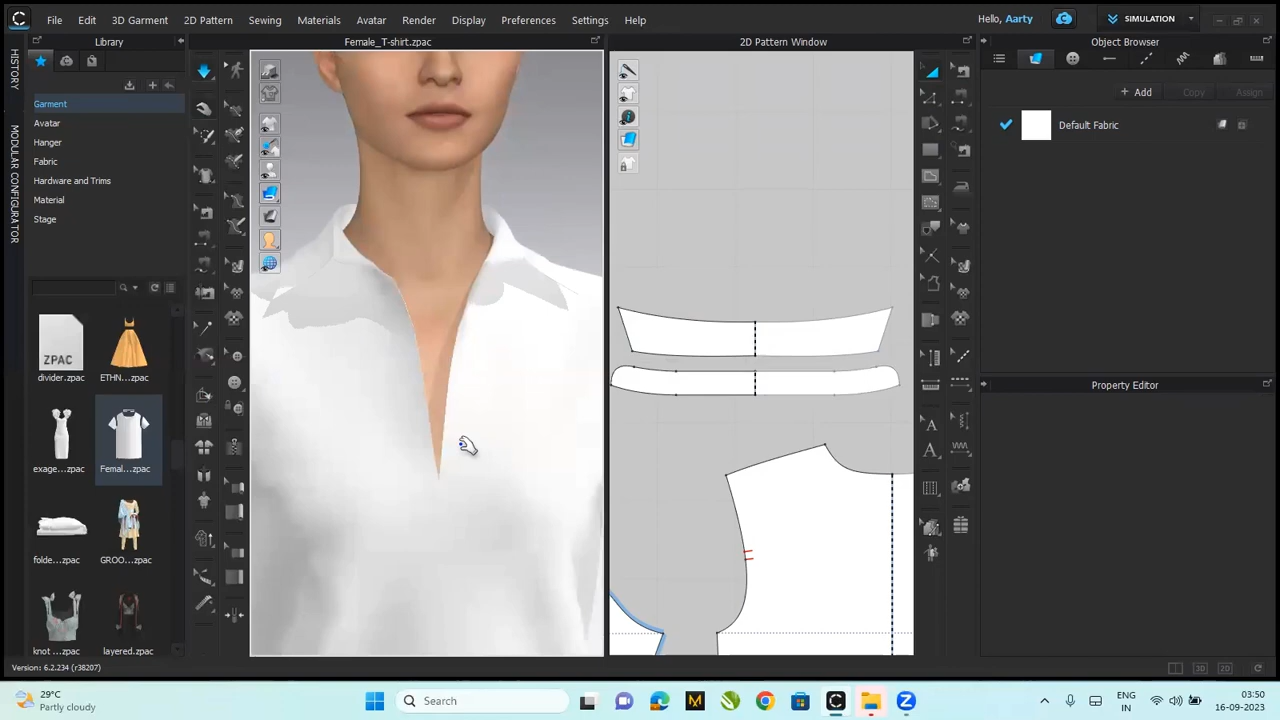 File Edit 3D Garment 2D Pattern Sewing Materials Avatar Render Display Preferences Settings Help
Hello, Aarty
SIMULATION
HISTORY
MODULAR CONFIGURATOR
Library
Female_T-shirt.zpac
2D Pattern Window
Object Browser
Garment
Avatar
Hanger
Fabric
Hardware and Trims
Material
Stage
ZPAC
divider.zpac
ETHN....zpac
exage...zpac
Femal...zpac
folde...zpac
GROO...zpac
knot ....zpac
layered.zpac
+ Add
Copy
Assign
Default Fabric
Property Editor
Version: 6.2.234 (r38207)
3D
2D
29°C
Partly cloudy
Search
ENG
IN
03:50
16-09-2023